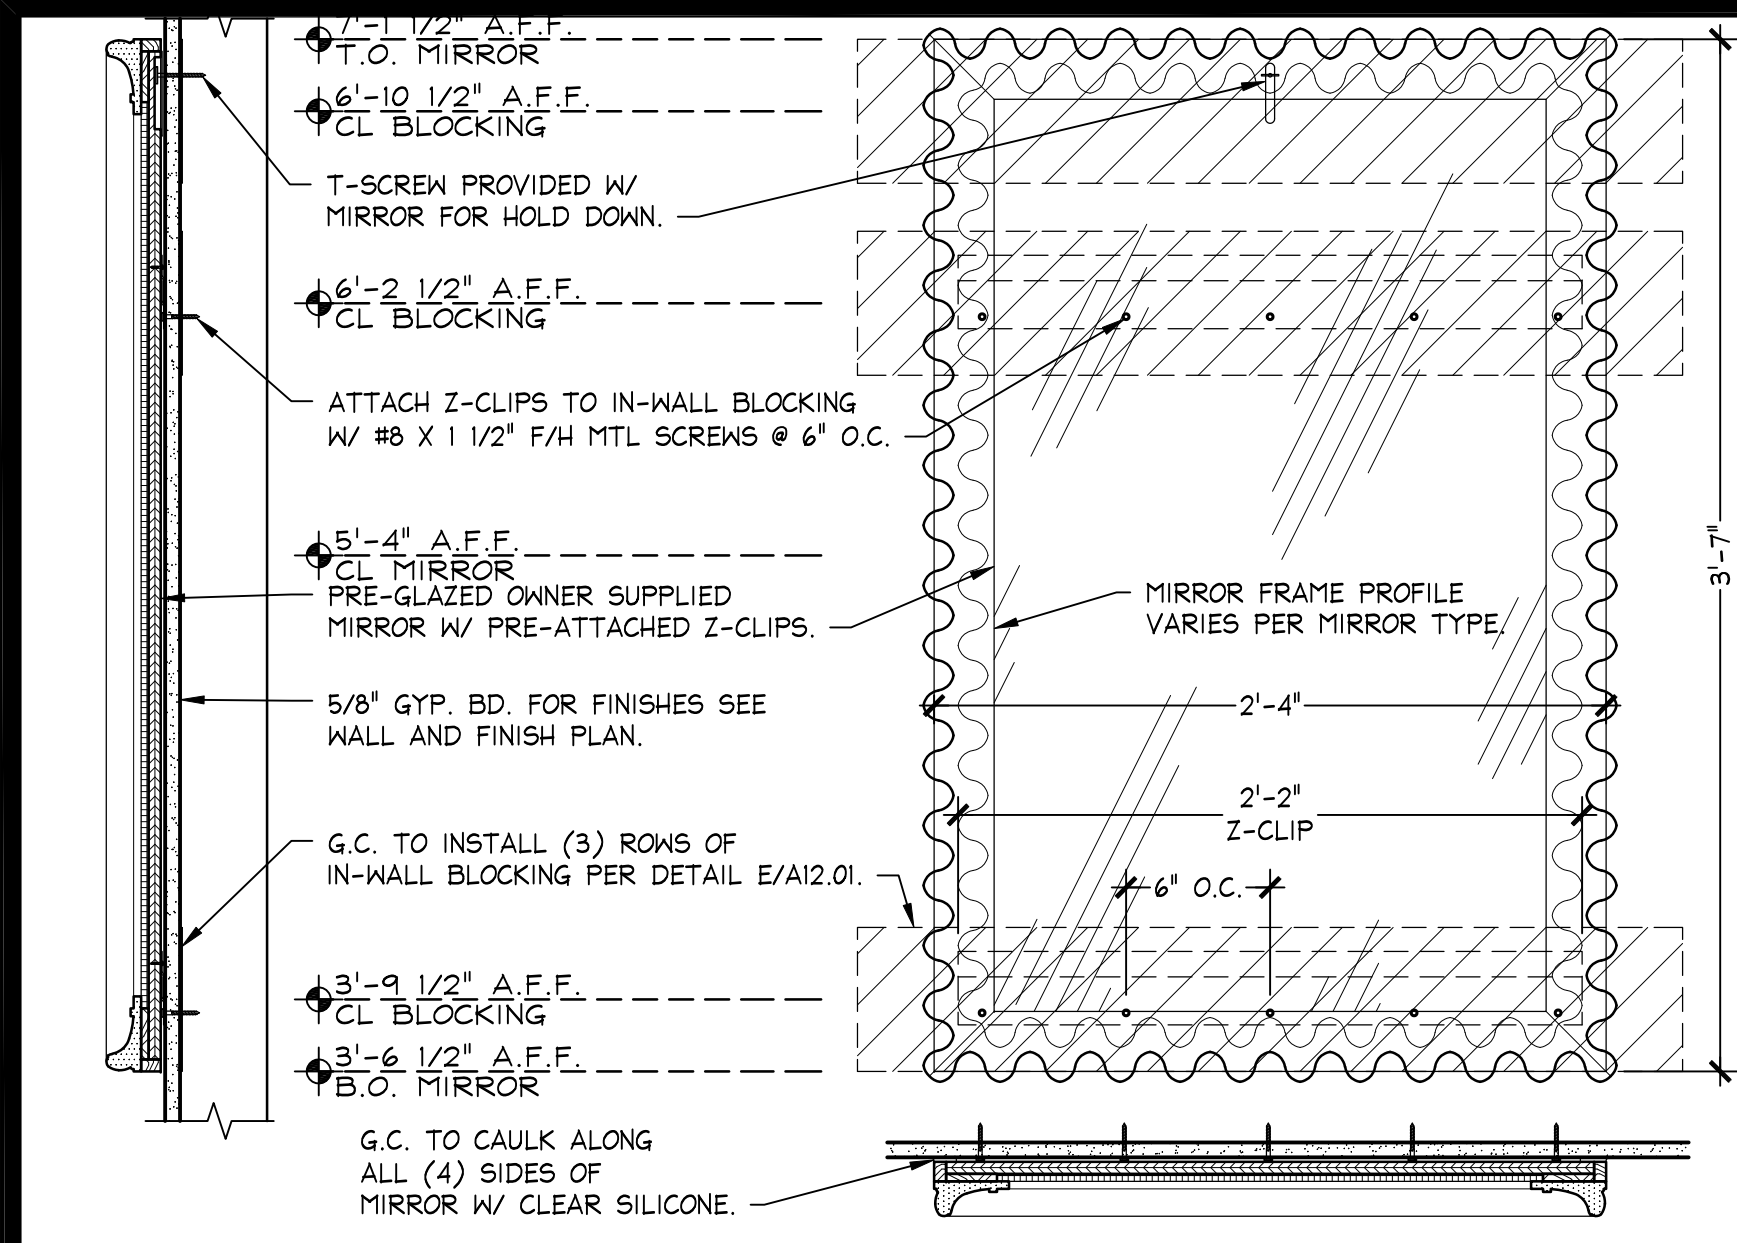 7'-1 1/2" A.F.F.
T.O. MIRROR
6'-10 1/2" A.F.F.
CL BLOCKING
T-SCREW PROVIDED W/
MIRROR FOR HOLD DOWN.
6'-2 1/2" A.F.F.
CL BLOCKING
ATTACH Z-CLIPS TO IN-WALL BLOCKING
W/ #8 X 1 1/2" F/H MTL SCREWS @ 6" O.C.
5'-4" A.F.F.
CL MIRROR
PRE-GLAZED OWNER SUPPLIED
MIRROR W/ PRE-ATTACHED Z-CLIPS.
5/8" GYP. BD. FOR FINISHES SEE
WALL AND FINISH PLAN.
G.C. TO INSTALL (3) ROWS OF
IN-WALL BLOCKING PER DETAIL E/A12.01.
3'-9 1/2" A.F.F.
CL BLOCKING
3'-6 1/2" A.F.F.
B.O. MIRROR
G.C. TO CAULK ALONG
ALL (4) SIDES OF
MIRROR W/ CLEAR SILICONE.
MIRROR FRAME PROFILE
VARIES PER MIRROR TYPE.
2'-4"
2'-2"
Z-CLIP
6" O.C.
3'-7"